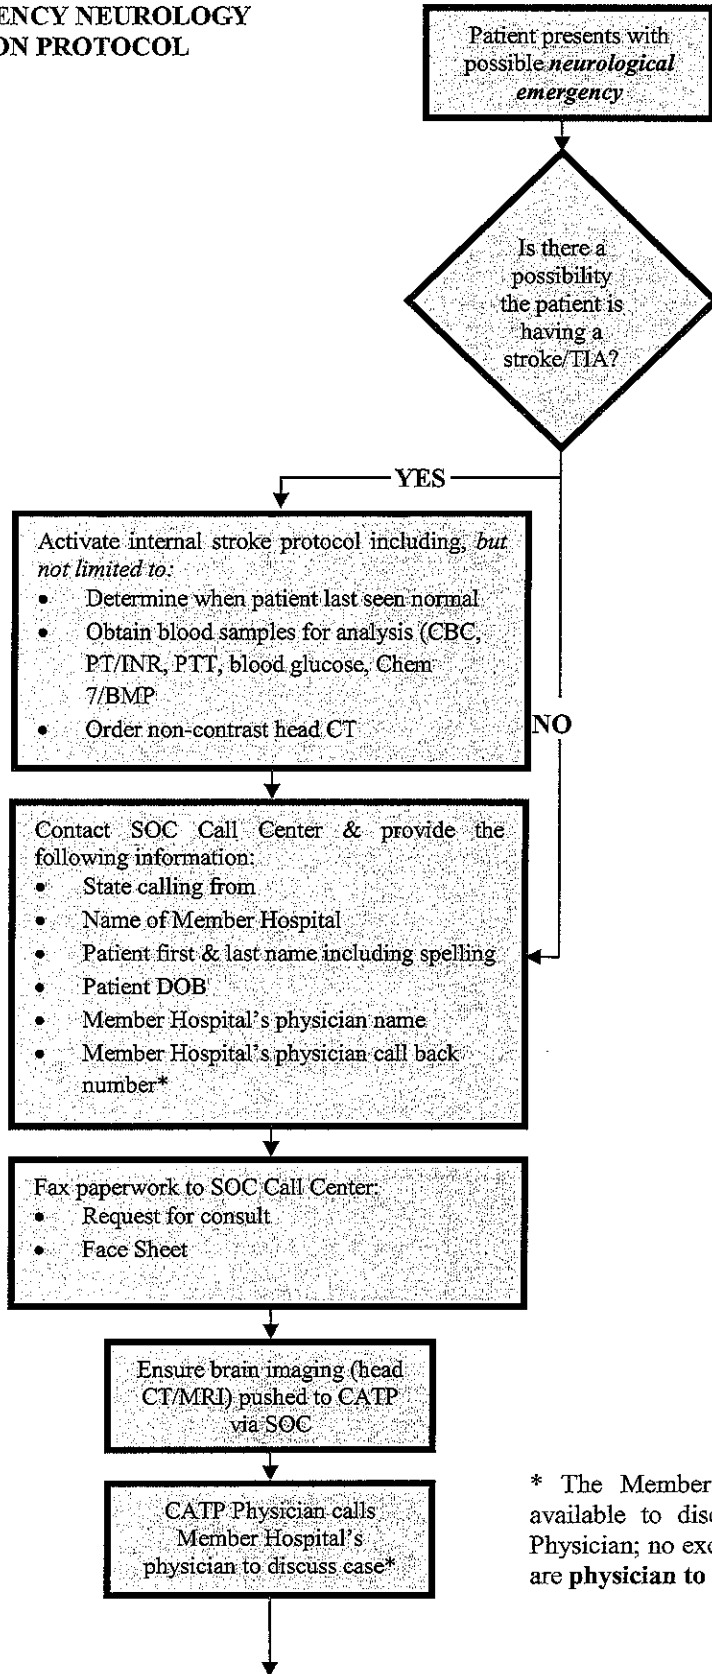 ENCY NEUROLOGY
ON PROTOCOL
Patient presents with
possible neurological
emergency
Is there a
possibility
the patient is
having a
stroke/TIA?
YES
Activate internal stroke protocol including, but
not limited to:
• Determine when patient last seen normal
• Obtain blood samples for analysis (CBC,
PT/INR, PTT, blood glucose, Chem
7/BMP
• Order non-contrast head CT
NO
Contact SOC Call Center & provide the
following information:
• State calling from
• Name of Member Hospital
• Patient first & last name including spelling
• Patient DOB
• Member Hospital's physician name
• Member Hospital's physician call back
number*
Fax paperwork to SOC Call Center:
• Request for consult
• Face Sheet
Ensure brain imaging (head
CT/MRI) pushed to CATP
via SOC
CATP Physician calls
Member Hospital's
physician to discuss case*
* The Member
available to disc
Physician; no exc
are physician to